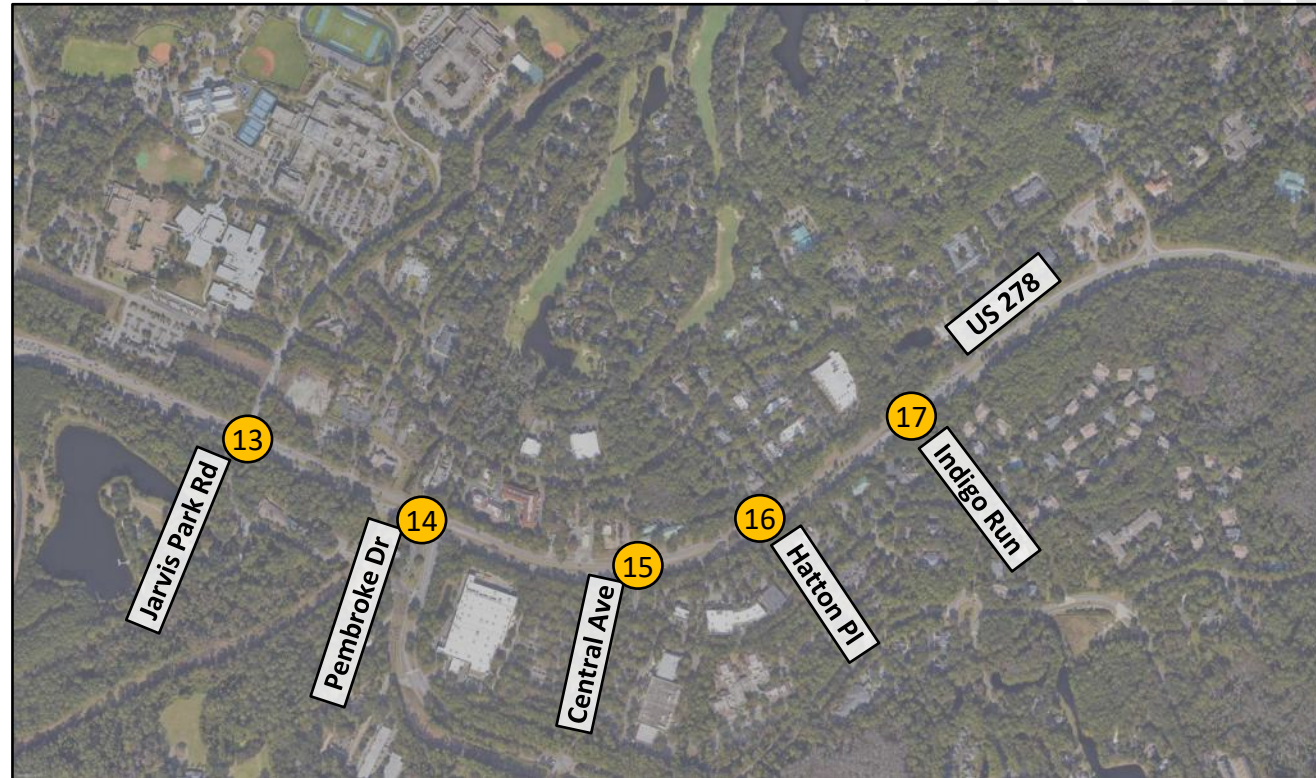 US 278
13
Jarvis Park Rd
14
Pembroke Dr
15
Central Ave
16
Hatton Pl
17
Indigo Run